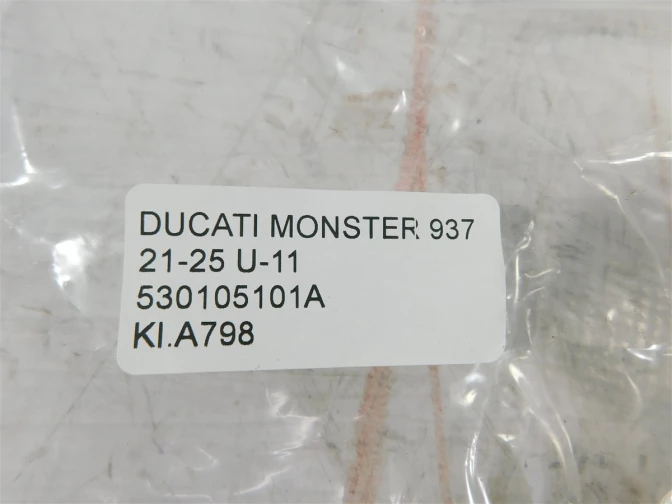 DUCATI MONSTER 937
21-25 U-11
530105101A
KI.A798